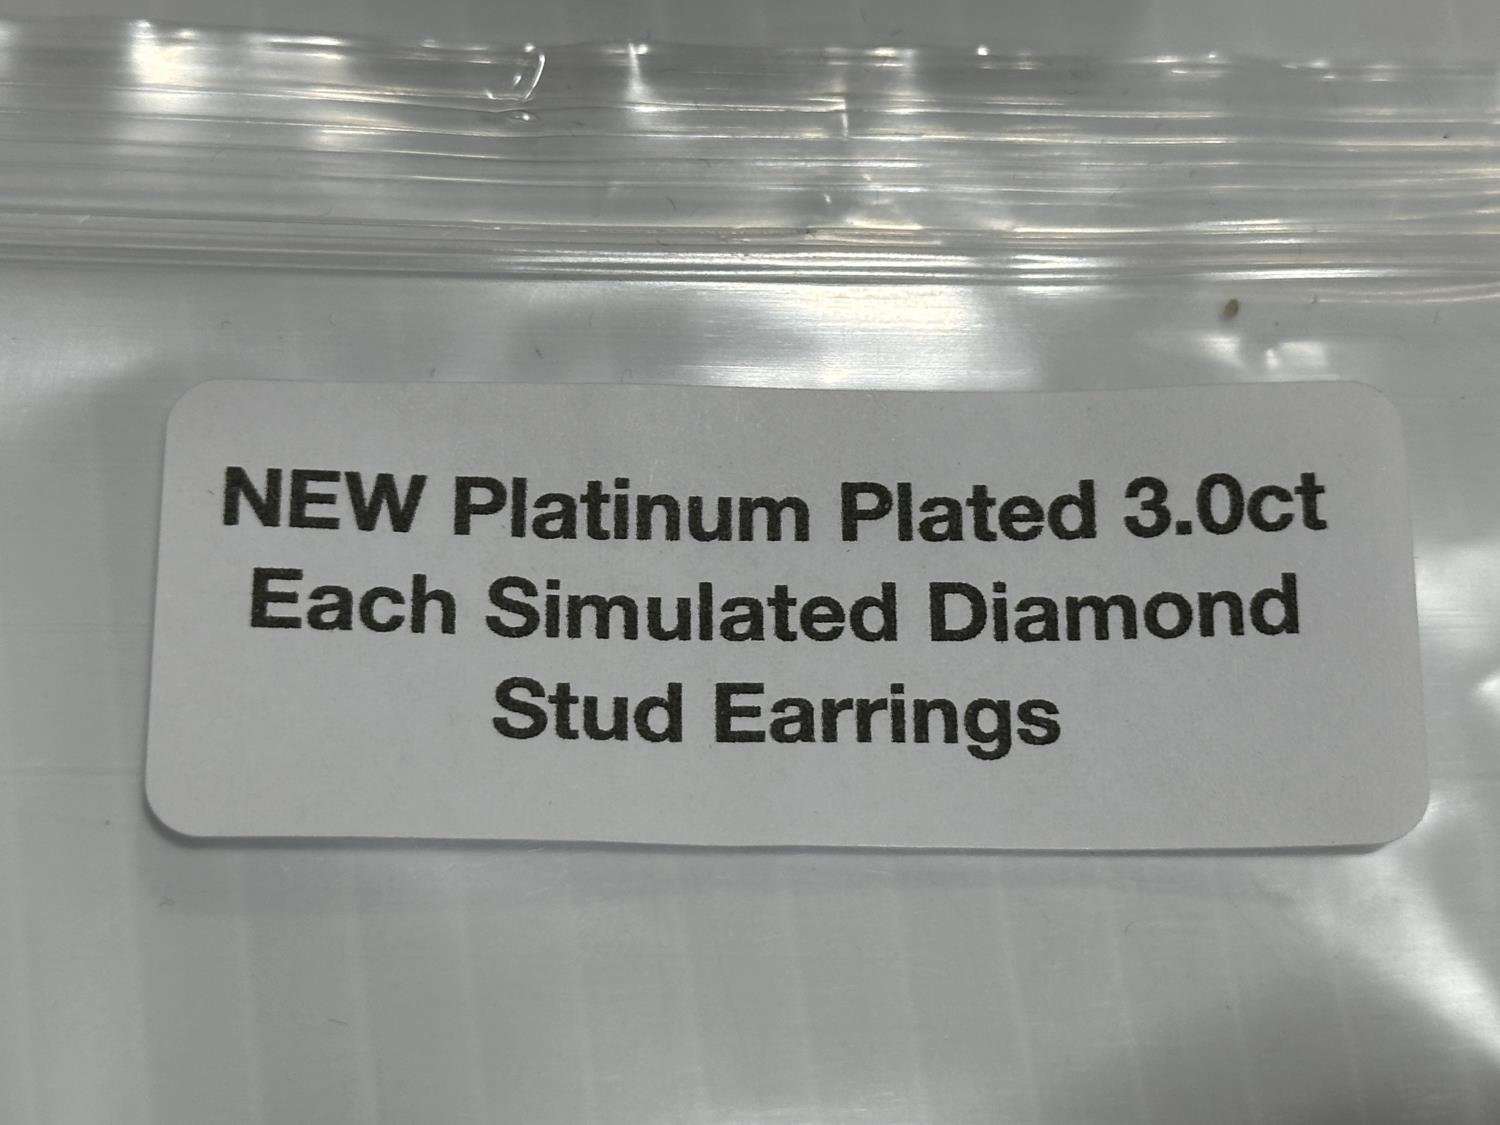 NEW Platinum Plated 3.0ct
Each Simulated Diamond
Stud Earrings